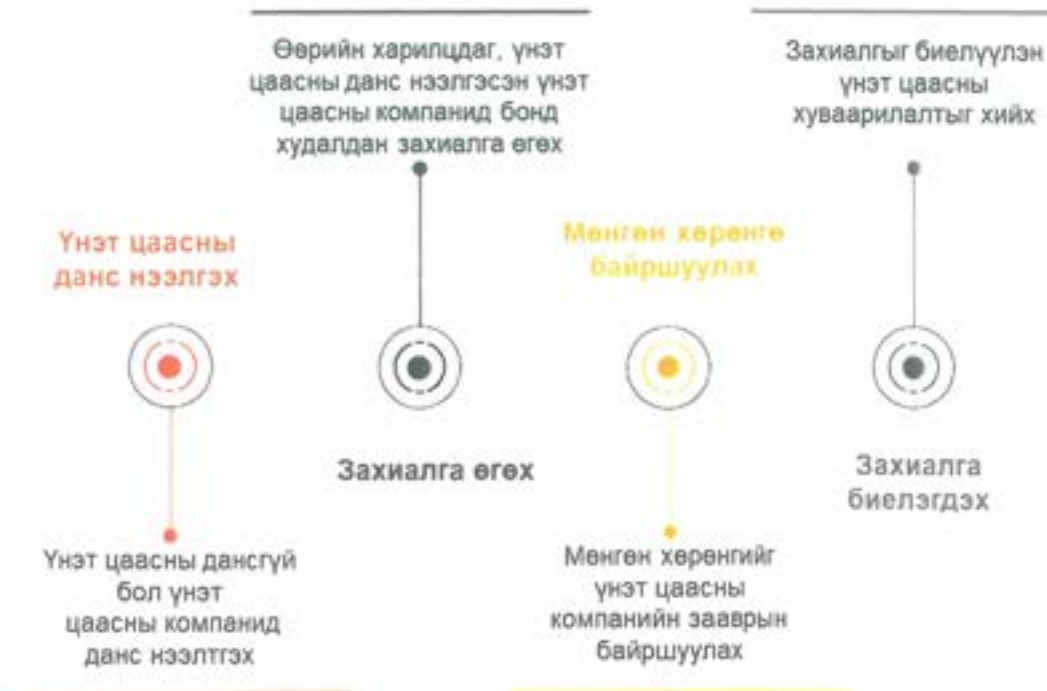 Өөрийн харилцдаг, үнэт
цаасны данс нээлгэсэн үнэт
цаасны компанид бонд
худалдан захиалга өгөх
Захиалгыг биелүүлэн
үнэт цаасны
хуваарилалтыг хийх
Үнэт цаасны
данс нээлгэх
Мөнгөн хөрөнгө
байршуулах
Захиалга өгөх
Захиалга
биелэгдэх
Үнэт цаасны дансгүй
бол үнэт
цаасны компанид
данс нээлтгэх
Мөнгөн хөрөнгийг
үнэт цаасны
компанийн зааврын
байршуулах